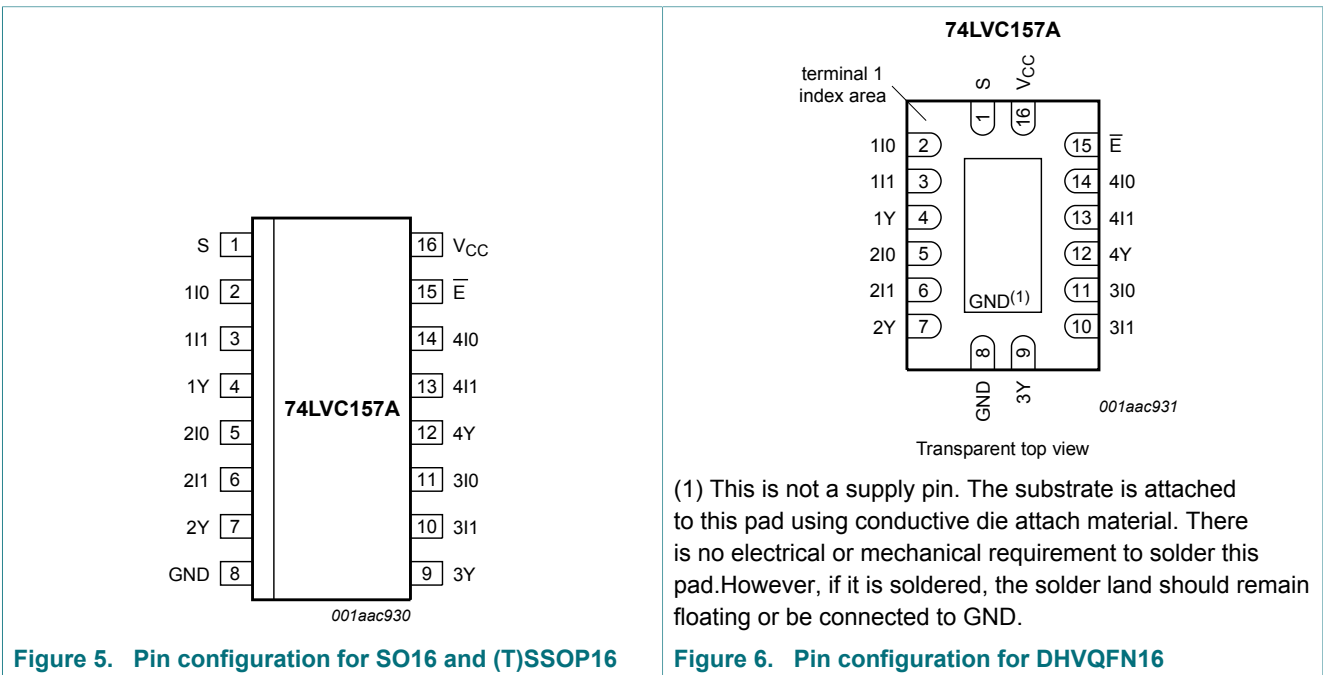 S 1 16 VCC
1I0 2 15 E̅
1I1 3 14 4I0
1Y 4 13 4I1
74LVC157A
2I0 5 12 4Y
2I1 6 11 3I0
2Y 7 10 3I1
GND 8 9 3Y
001aac930
Figure 5. Pin configuration for SO16 and (T)SSOP16
74LVC157A
terminal 1
index area
S VCC
1 16
1I0 2 15 E̅
1I1 3 14 4I0
1Y 4 13 4I1
2I0 5 12 4Y
2I1 6 11 3I0
GND(1)
2Y 7 10 3I1
8 9
GND 3Y
001aac931
Transparent top view
(1) This is not a supply pin. The substrate is attached
to this pad using conductive die attach material. There
is no electrical or mechanical requirement to solder this
pad.However, if it is soldered, the solder land should remain
floating or be connected to GND.
Figure 6. Pin configuration for DHVQFN16